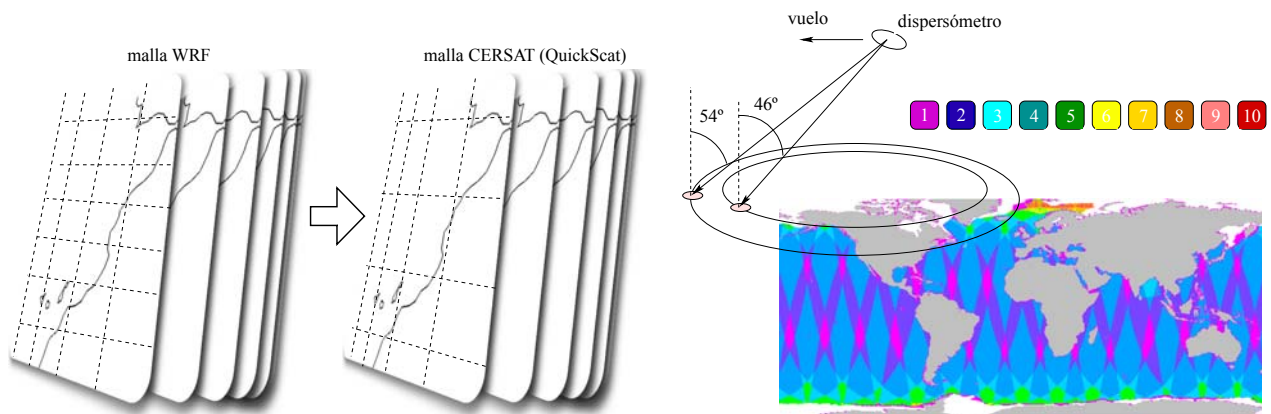 malla WRF
malla CERSAT (QuickScat)
vuelo
dispersómetro
54º
46º
1 2 3 4 5 6 7 8 9 10